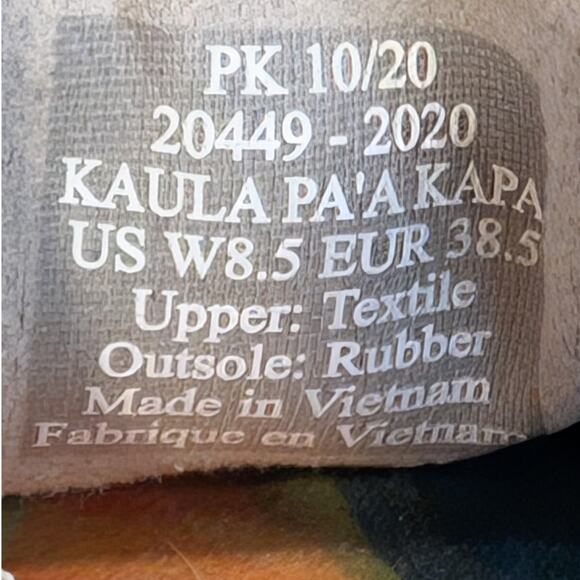 PK 10/20
20449 - 2020
KAULA PA'A KAPA
US W8.5 EUR 38.5
Upper: Textile
Outsole: Rubber
Made in Vietnam
Fabrique en Vietnam